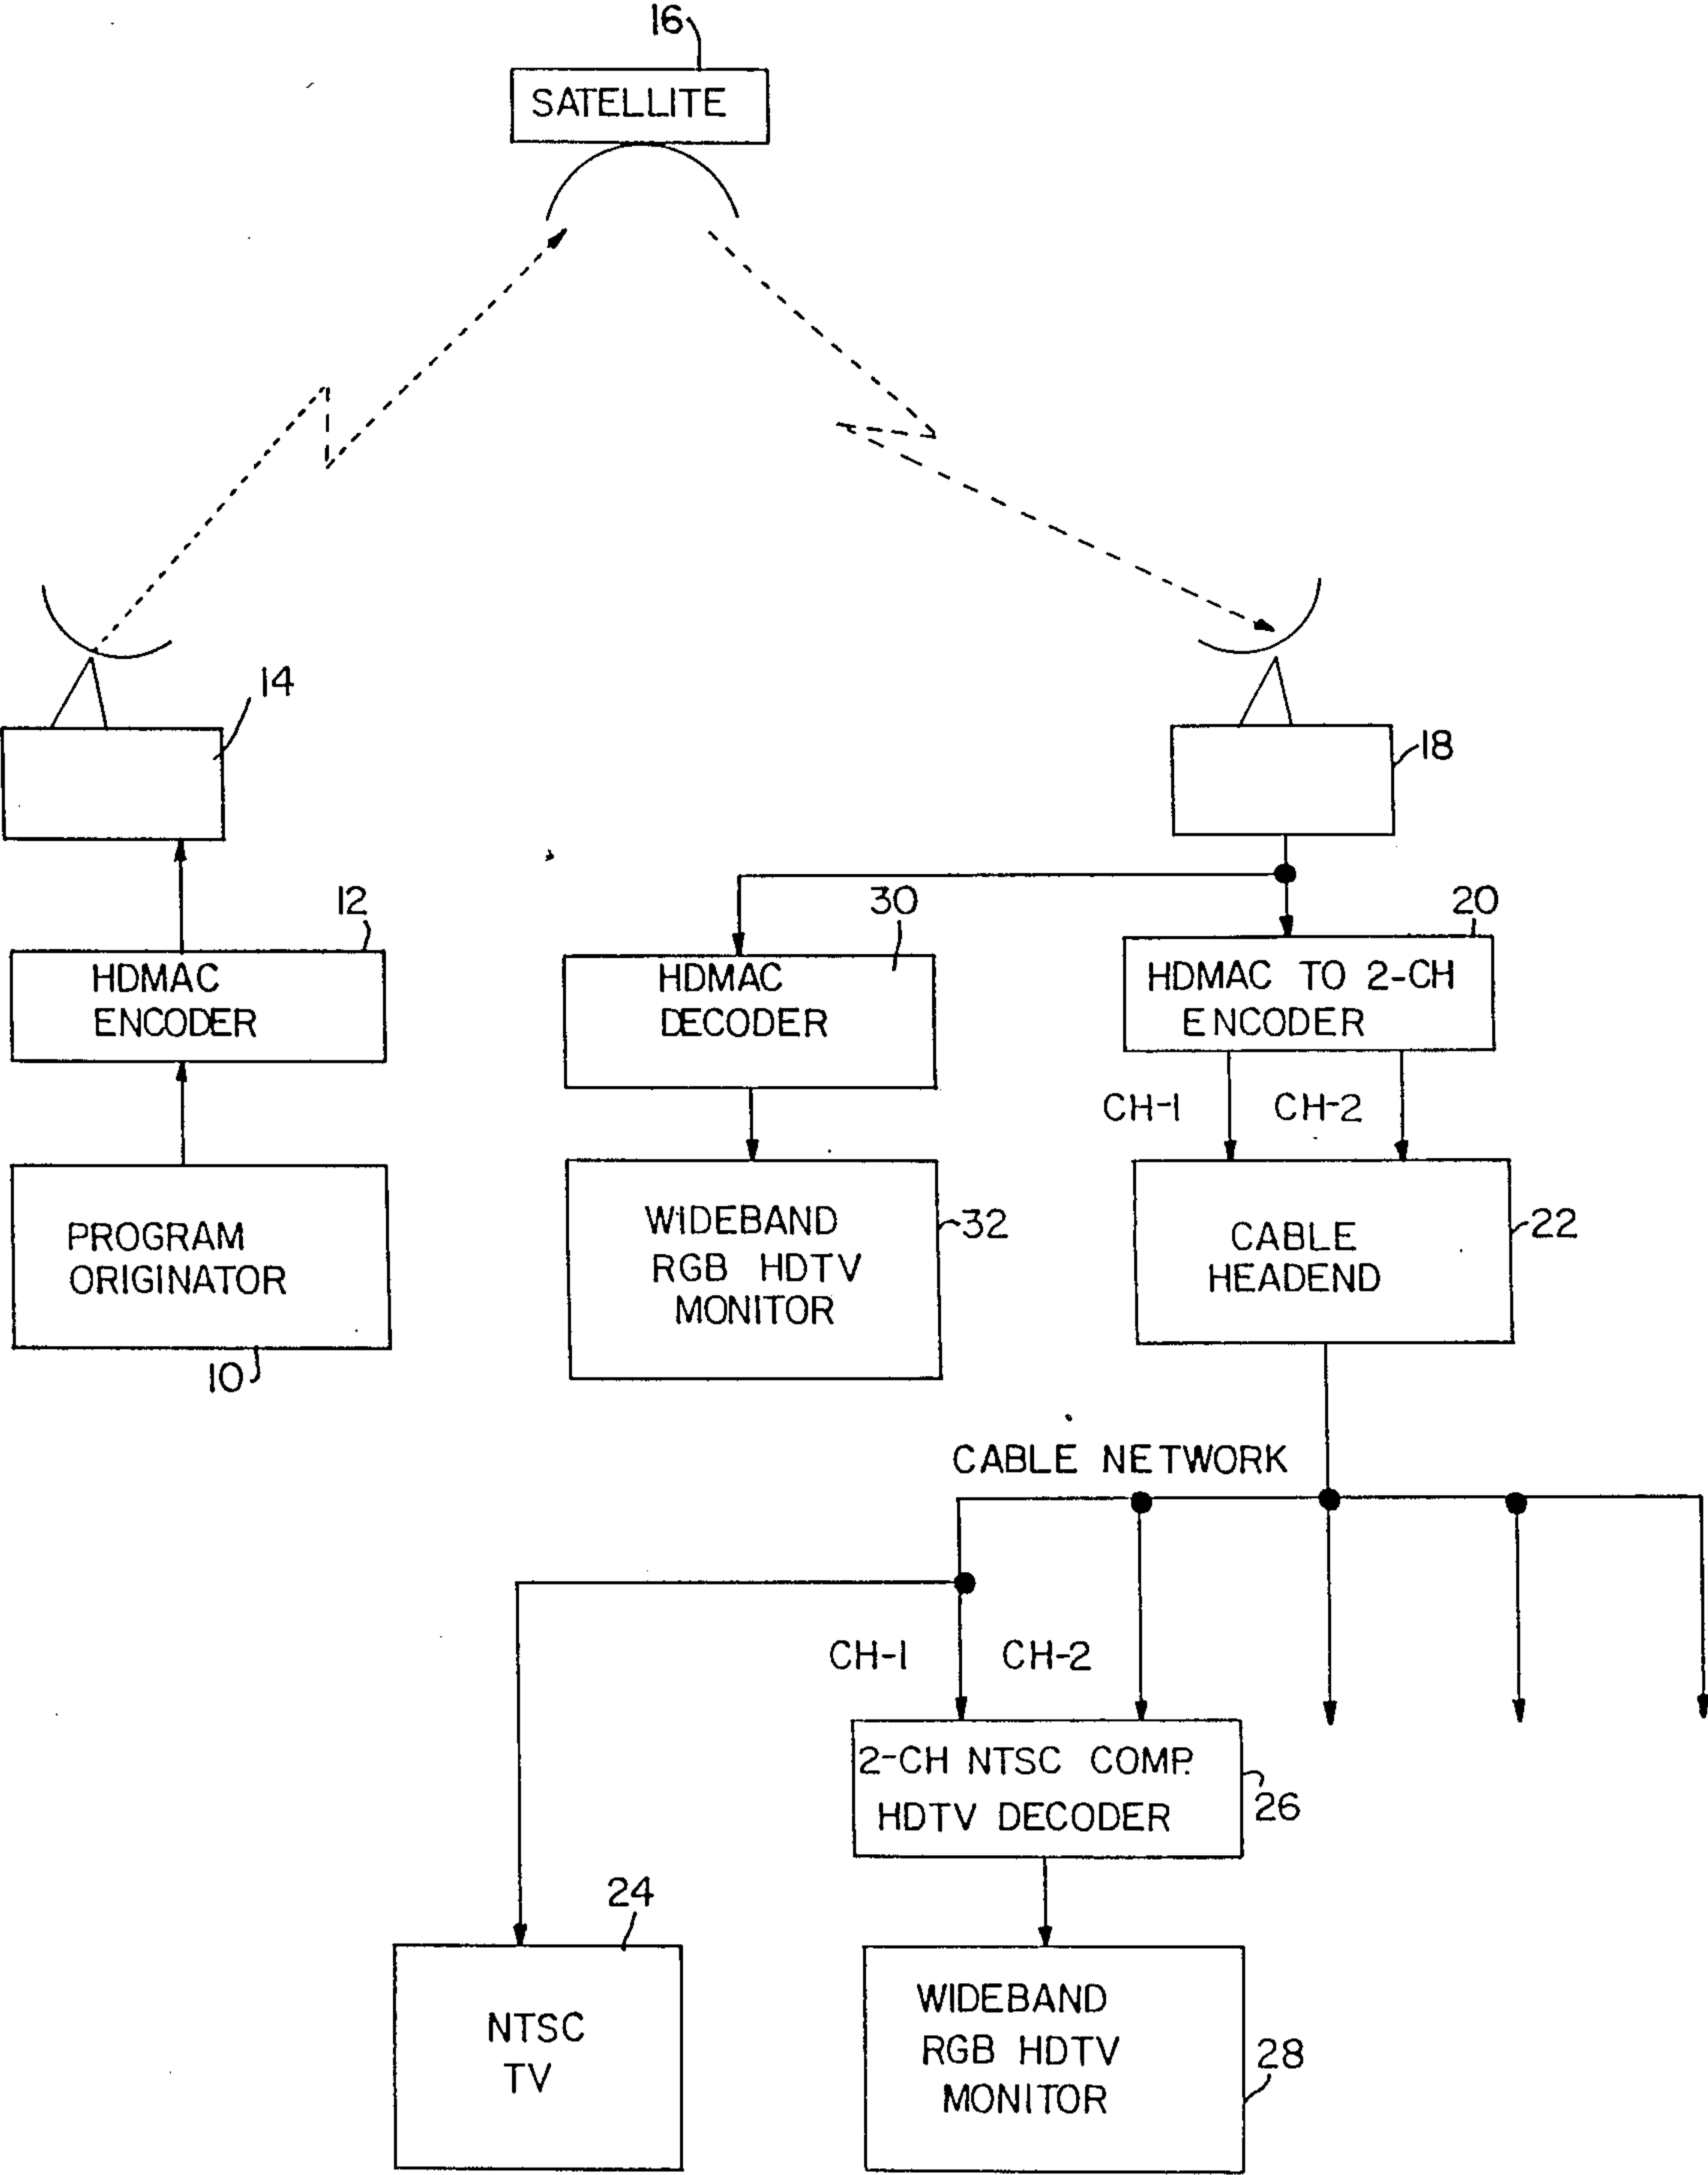 16
SATELLITE
14
18
12
30
20
HDMAC
ENCODER
HDMAC
DECODER
HDMAC TO 2-CH
ENCODER
CH-1
CH-2
PROGRAM
ORIGINATOR
10
WIDEBAND
RGB HDTV
MONITOR
32
CABLE
HEADEND
22
CABLE NETWORK
CH-1
CH-2
2-CH NTSC COMP.
HDTV DECODER
26
24
NTSC
TV
WIDEBAND
RGB HDTV
MONITOR
28